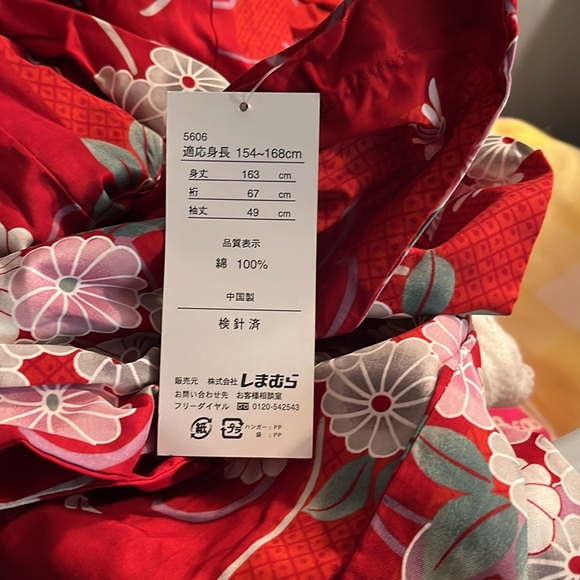 5606
適応身長 154~168cm
身丈 163 cm
裄 67 cm
袖丈 49 cm
品質表示
綿 100%
中国製
検針済
販売元 株式会社 しまむら
お問い合わせ先 お客様相談室
フリーダイヤル 0120-542543
紙 プラ ハンガー:PP
袋 :PP